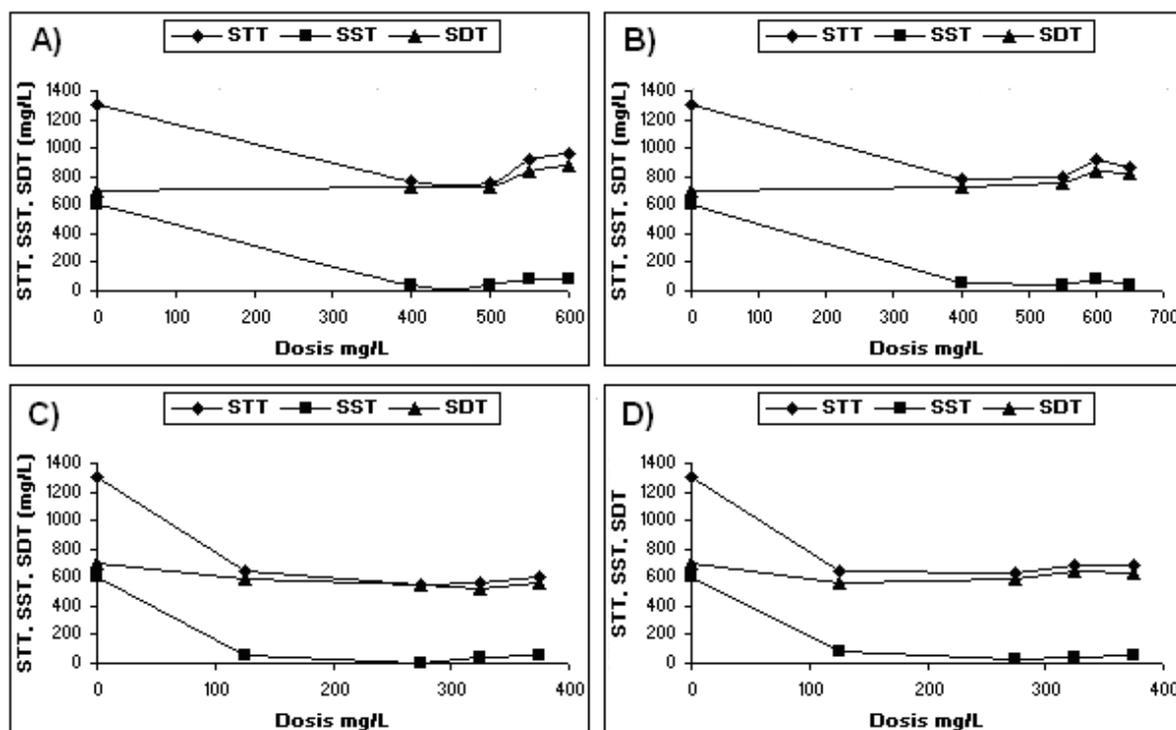 A)
STT SST SDT
STT, SST, SDT (mg/L)
1400
1200
1000
800
600
400
200
0
0 100 200 300 400 500 600
Dosis mg/L
B)
STT SST SDT
STT, SST, SDT (mg/L)
1400
1200
1000
800
600
400
200
0
0 100 200 300 400 500 600 700
Dosis mg/L
C)
STT SST SDT
STT, SST, SDT (mg/L)
1400
1200
1000
800
600
400
200
0
0 100 200 300 400
Dosis mg/L
D)
STT SST SDT
STT, SST, SDT
1400
1200
1000
800
600
400
200
0
0 100 200 300 400
Dosis mg/L